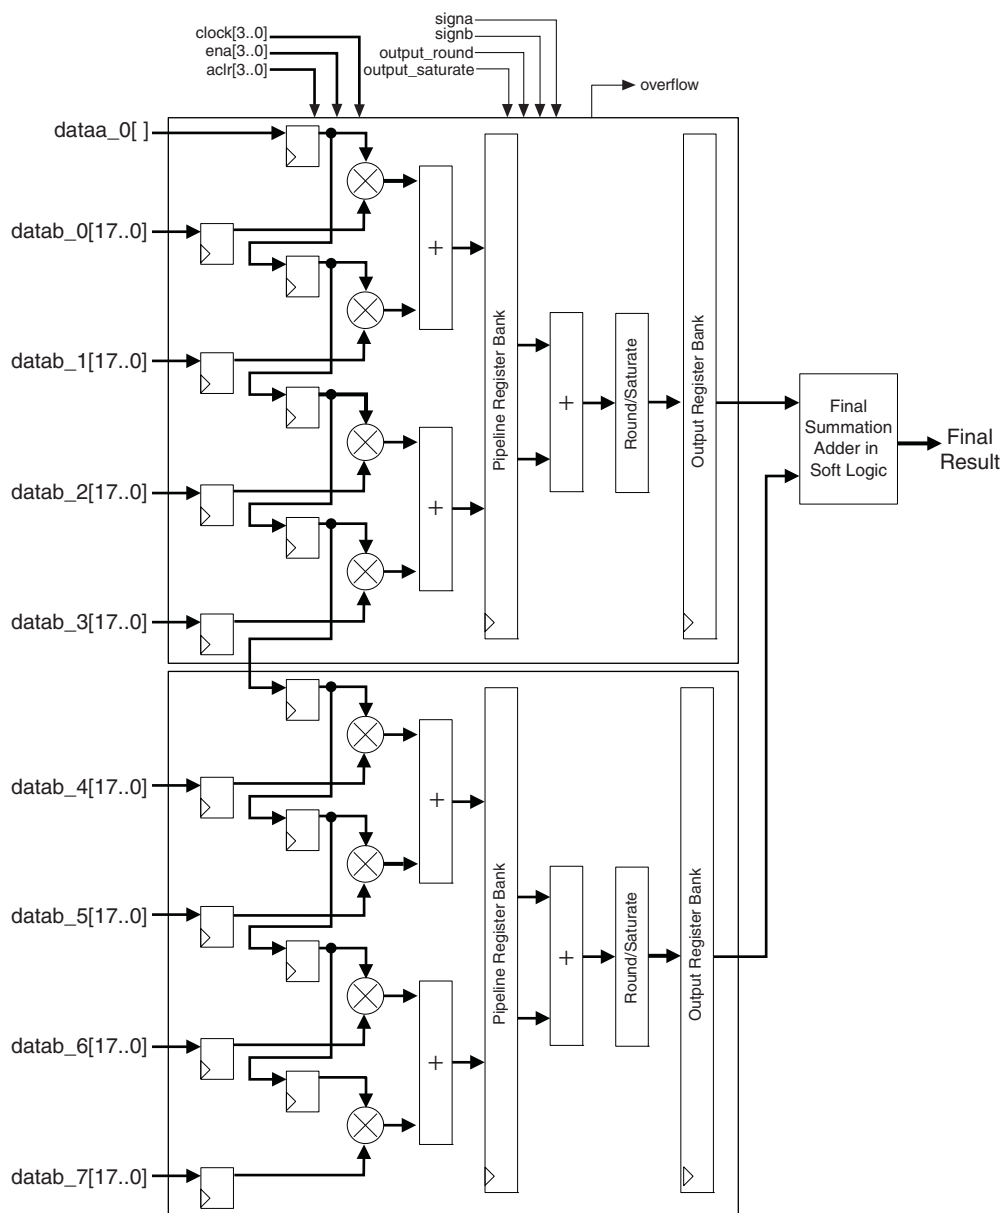 clock[3..0]
ena[3..0]
aclr[3..0]
signa
signb
output_round
output_saturate
overflow
dataa_0[ ]
datab_0[17..0]
datab_1[17..0]
datab_2[17..0]
datab_3[17..0]
+
+
Pipeline Register Bank
+
Round/Saturate
Output Register Bank
Final
Summation
Adder in
Soft Logic
Final
Result
datab_4[17..0]
datab_5[17..0]
datab_6[17..0]
datab_7[17..0]
+
+
Pipeline Register Bank
+
Round/Saturate
Output Register Bank